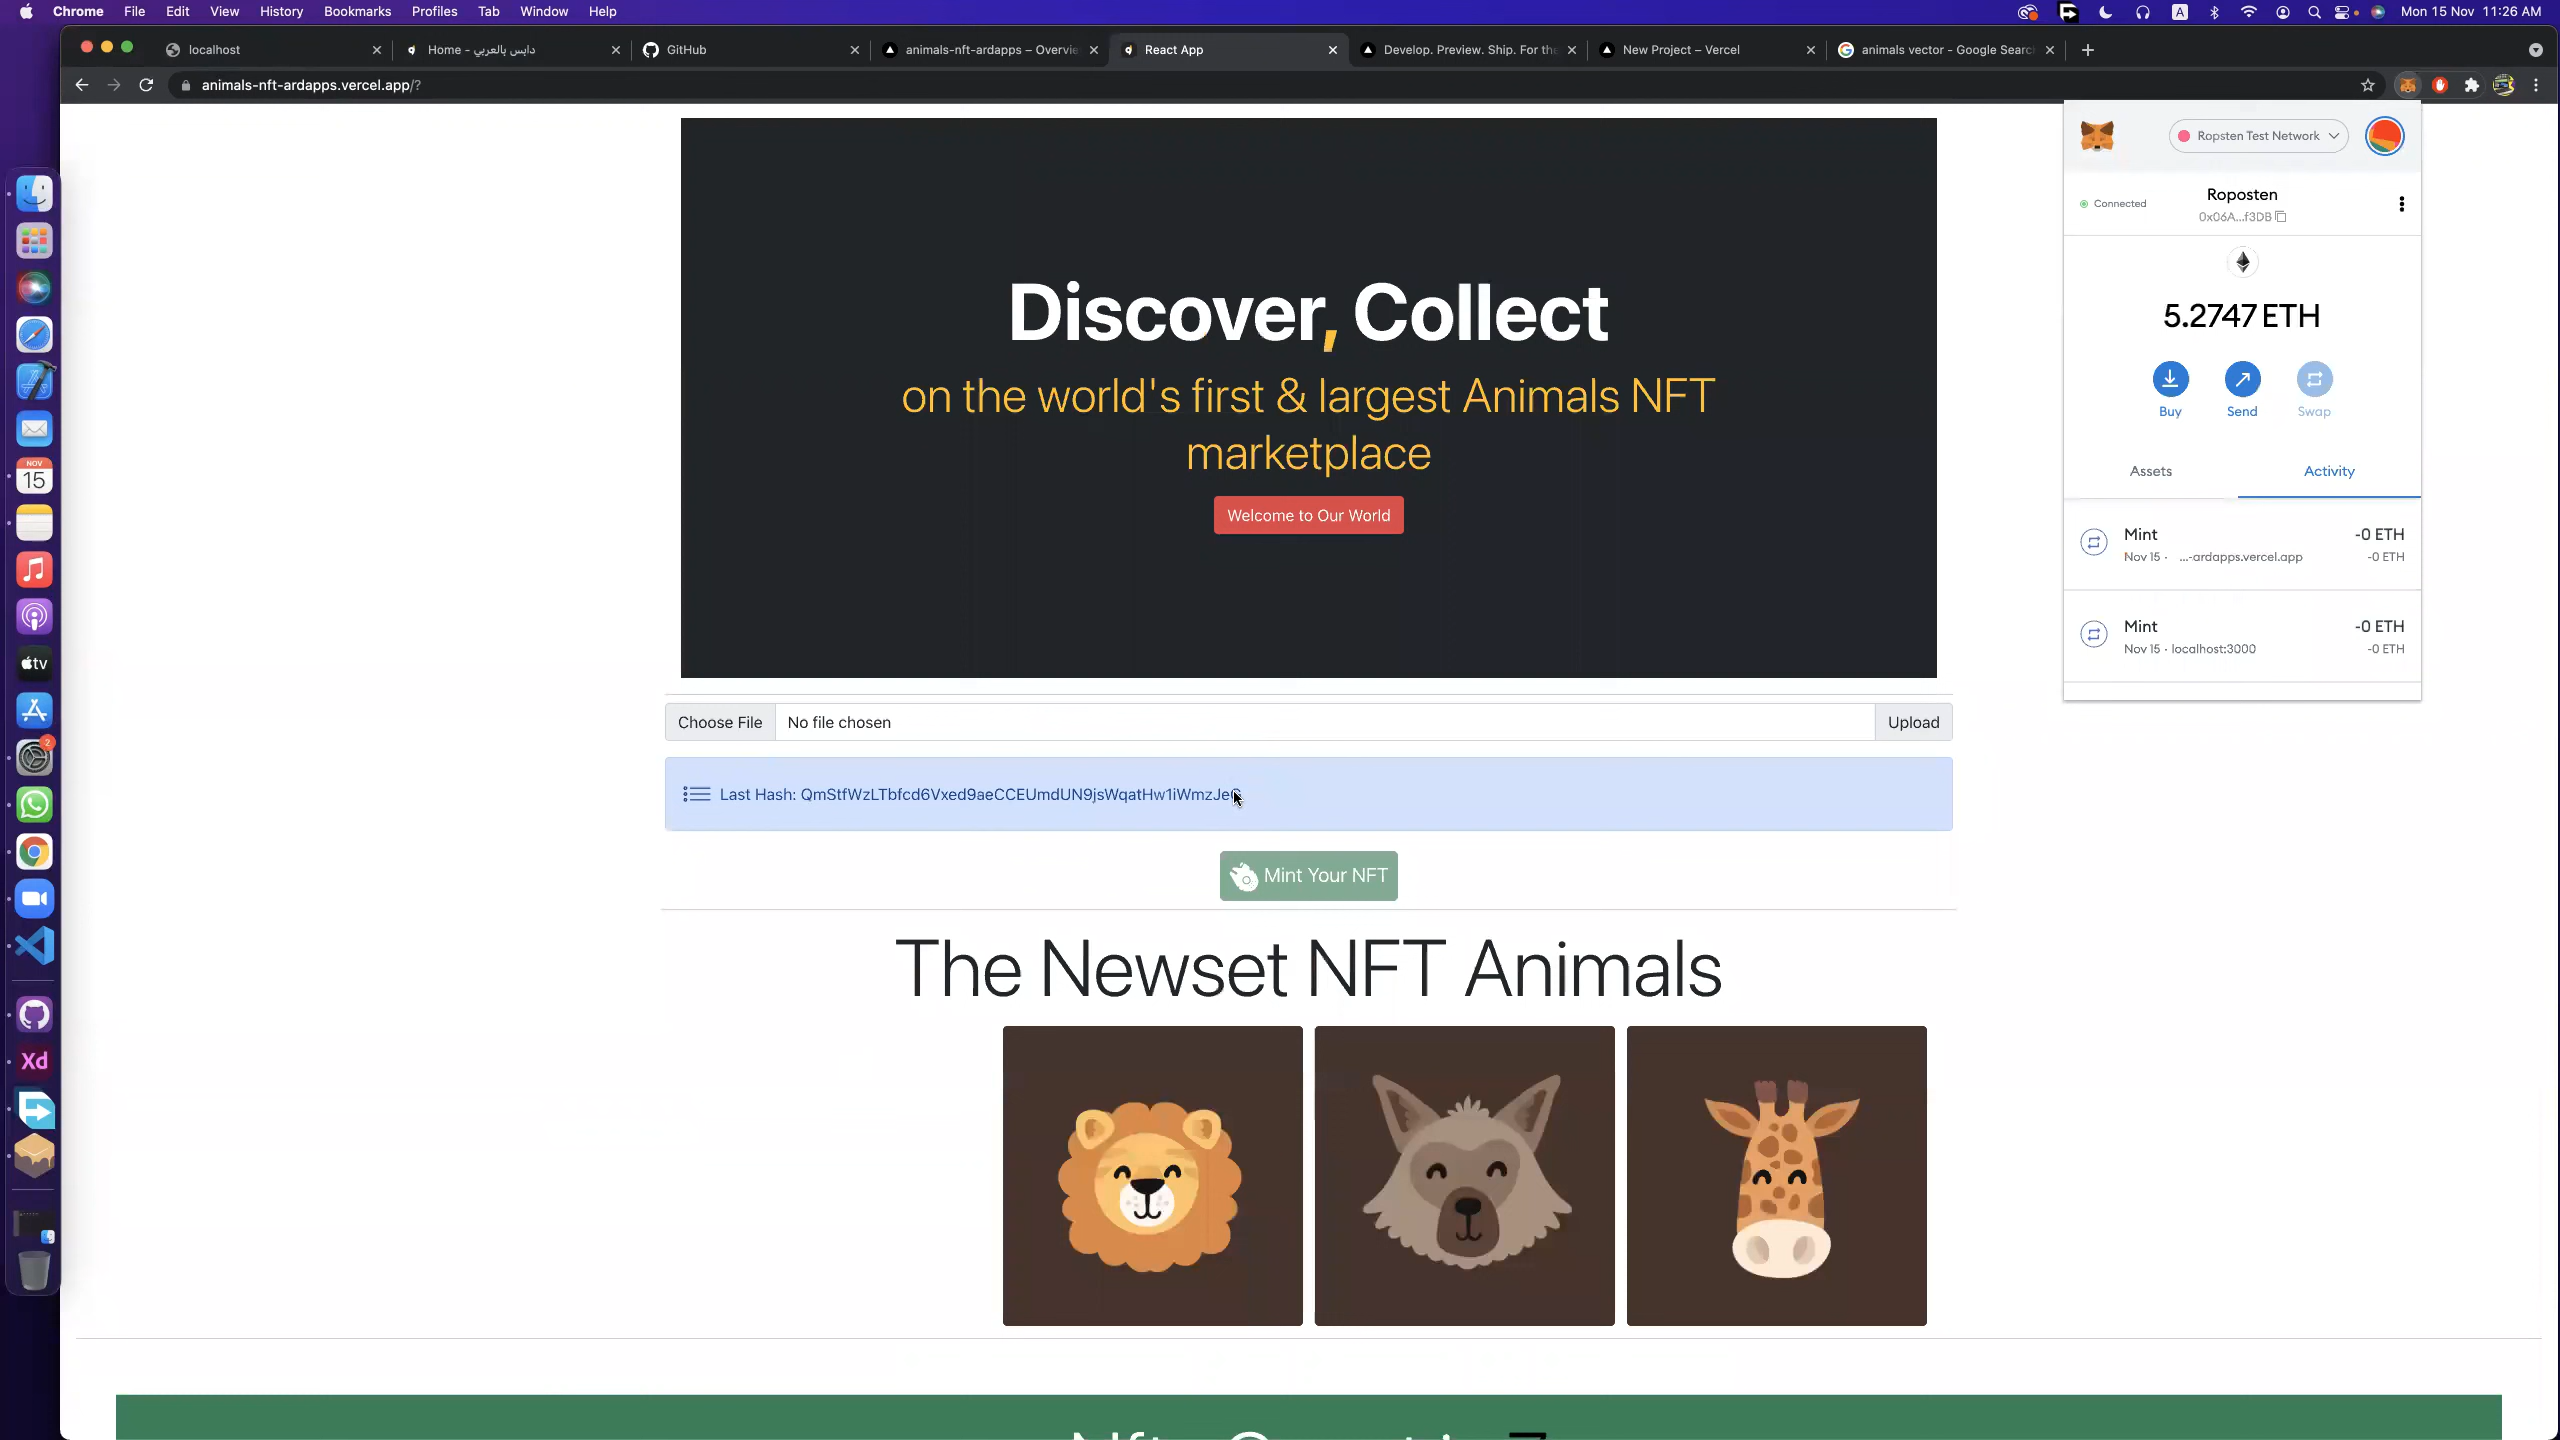 Chrome File Edit View History Bookmarks Profiles Tab Window Help
A
Mon 15 Nov 11:26 AM
localhost
Home - دابس بالعربي
GitHub
animals-nft-ardapps – Overvie
React App
Develop. Preview. Ship. For the
New Project – Vercel
animals vector - Google Searc
animals-nft-ardapps.vercel.app/?
Discover, Collect
on the world's first & largest Animals NFT
marketplace
Welcome to Our World
Choose File No file chosen Upload
Last Hash: QmStfWzLTbfcd6Vxed9aeCCEUmdUN9jsWqatHw1iWmzJe
Mint Your NFT
The Newset NFT Animals
Ropsten Test Network
Connected
Roposten
0x06A...f3DB
5.2747 ETH
Buy Send Swap
Assets Activity
Mint -0 ETH
Nov 15 · ...-ardapps.vercel.app -0 ETH
Mint -0 ETH
Nov 15 · localhost:3000 -0 ETH
NOV
15
tv
2
Xd